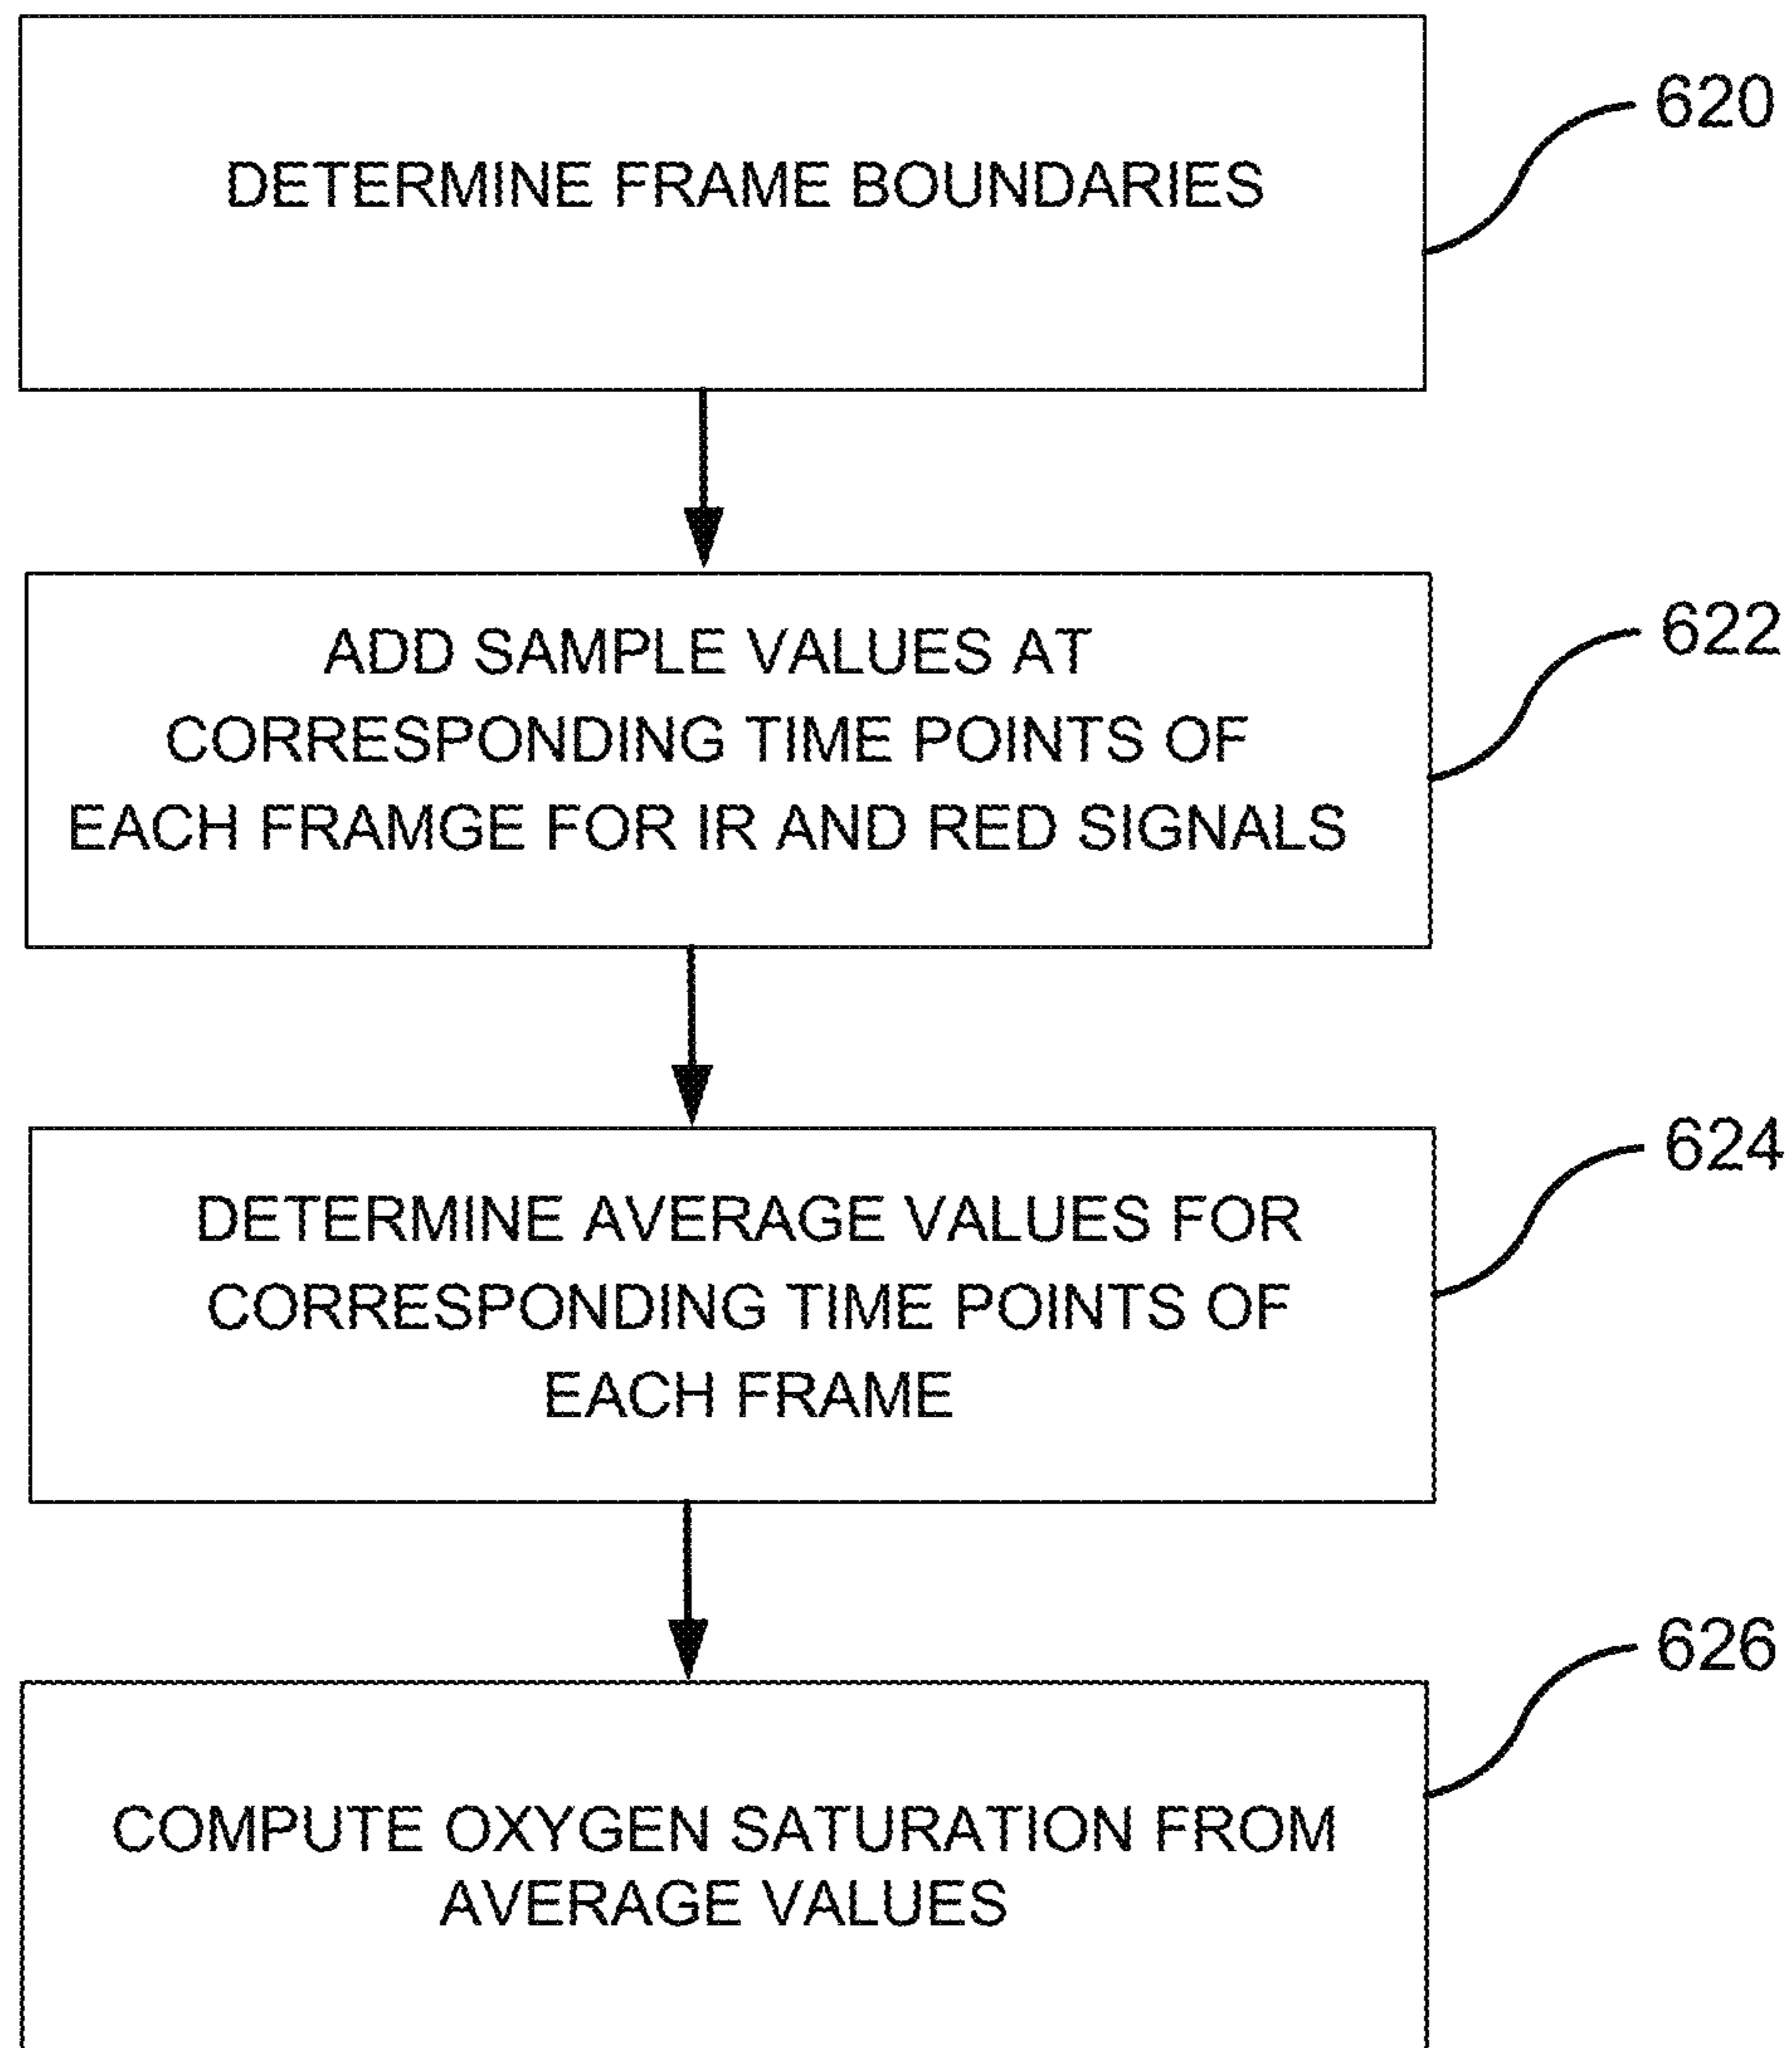 DETERMINE FRAME BOUNDARIES
620
ADD SAMPLE VALUES AT
CORRESPONDING TIME POINTS OF
EACH FRAMGE FOR IR AND RED SIGNALS
622
DETERMINE AVERAGE VALUES FOR
CORRESPONDING TIME POINTS OF
EACH FRAME
624
COMPUTE OXYGEN SATURATION FROM
AVERAGE VALUES
626